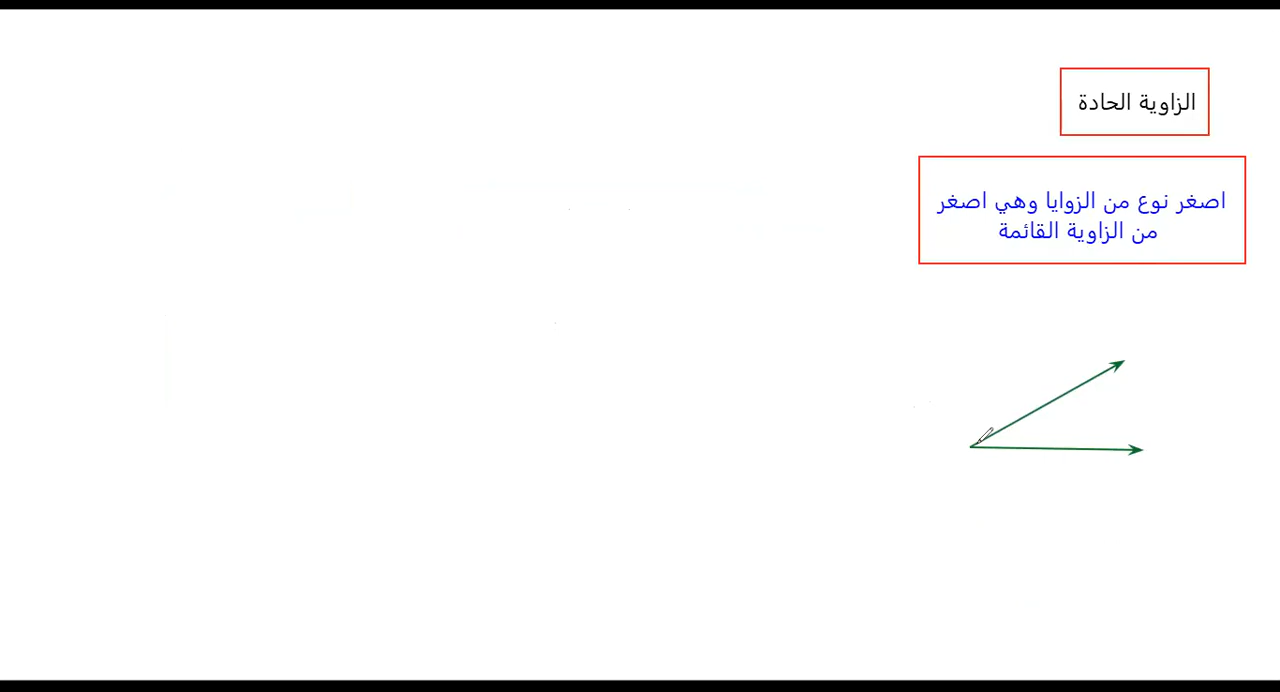 الزاوية الحادة
اصغر نوع من الزوايا وهي اصغر
من الزاوية القائمة